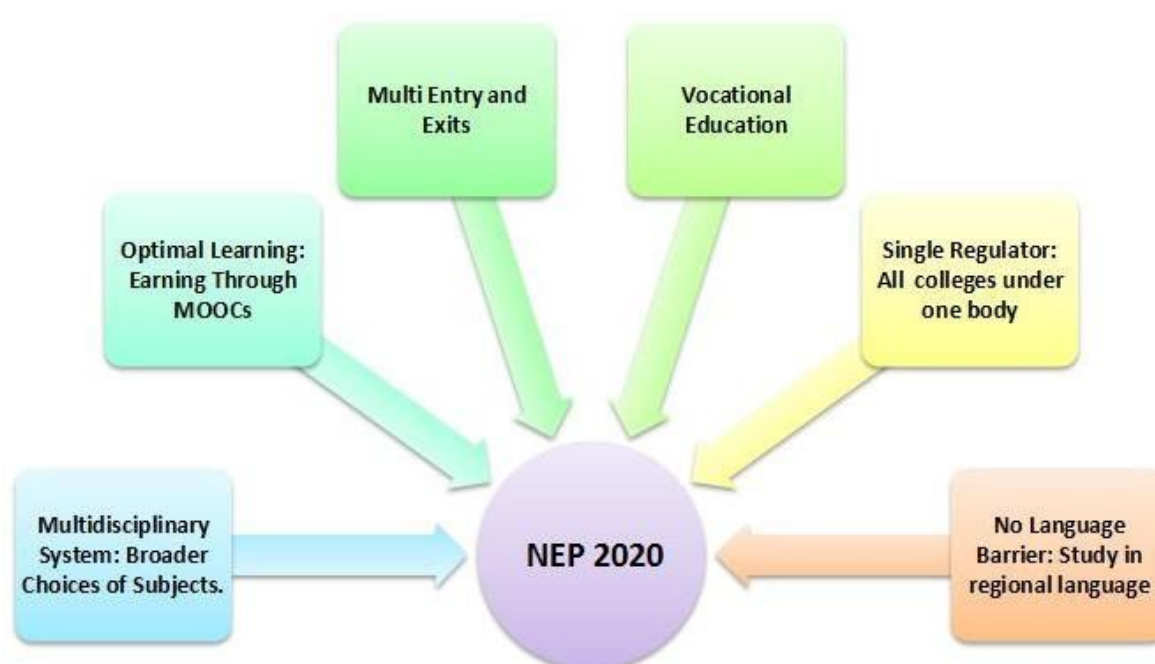 Multi Entry and
Exits
Vocational
Education
Optimal Learning:
Earning Through
MOOCs
Single Regulator:
All colleges under
one body
Multidisciplinary
System: Broader
Choices of Subjects.
NEP 2020
No Language
Barrier: Study in
regional language